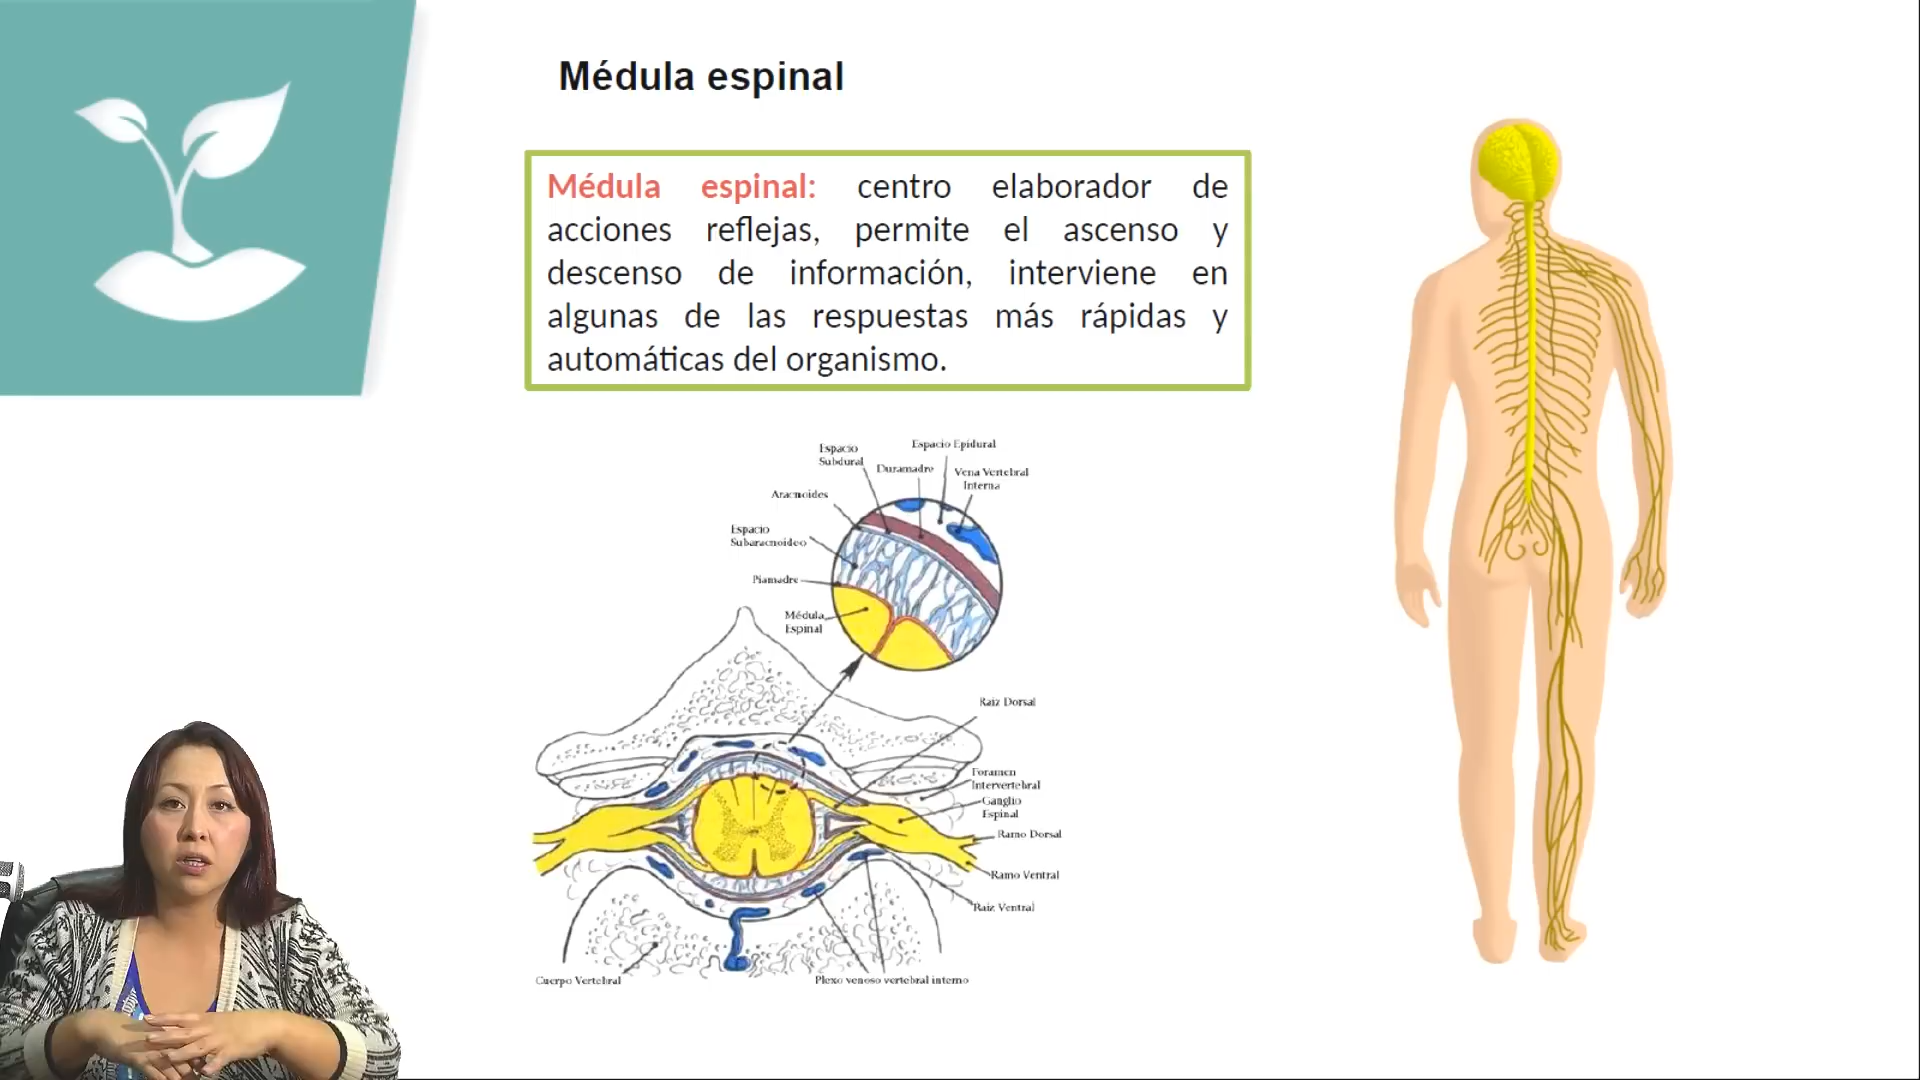 Médula espinal
Médula espinal: centro elaborador de
acciones reflejas, permite el ascenso y
descenso de información, interviene en
algunas de las respuestas más rápidas y
automáticas del organismo.
Espacio Epidural
Espacio
Subdural
Duramadre
Vena Vertebral
Interna
Aracnoides
Espacio
Subaracnoideo
Piamadre
Médula
Espinal
Raiz Dorsal
Foramen
Intervertebral
Ganglio
Espinal
Ramo Dorsal
Ramo Ventral
Raiz Ventral
Cuerpo Vertebral
Plexo venoso vertebral interno